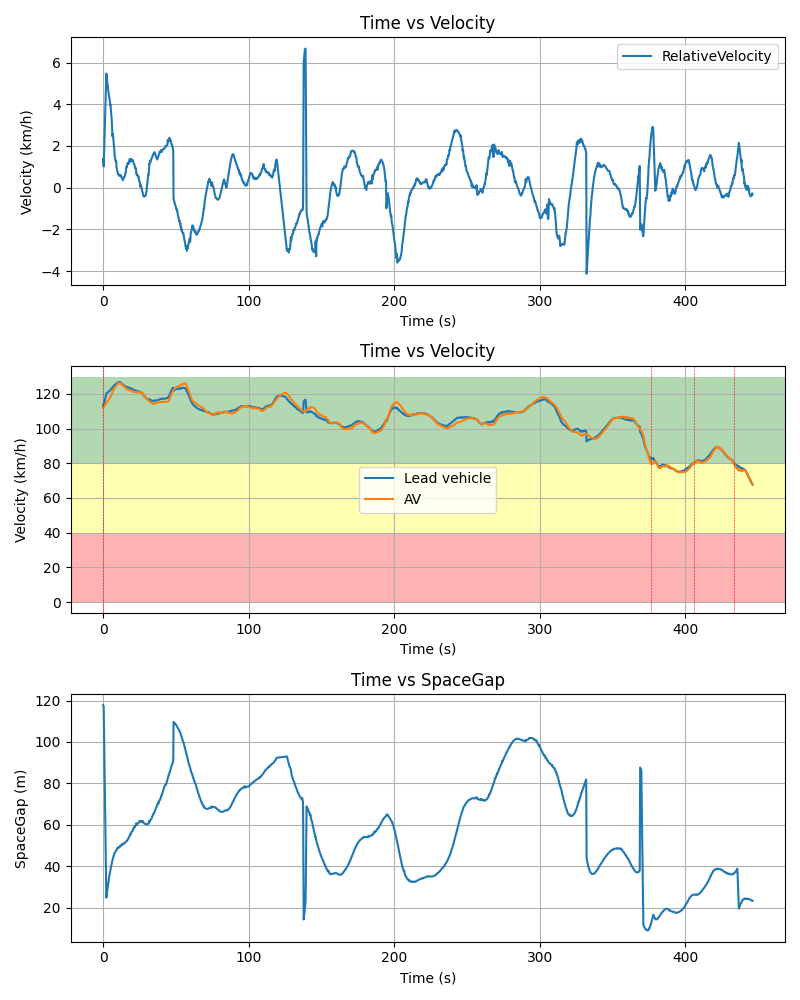 Time vs Velocity
RelativeVelocity
6
4
2
0
−2
−4
Velocity (km/h)
0 100 200 300 400
Time (s)
Time vs Velocity
120
100
80
60
40
20
0
Velocity (km/h)
Lead vehicle
AV
0 100 200 300 400
Time (s)
Time vs SpaceGap
120
100
80
60
40
20
SpaceGap (m)
0 100 200 300 400
Time (s)